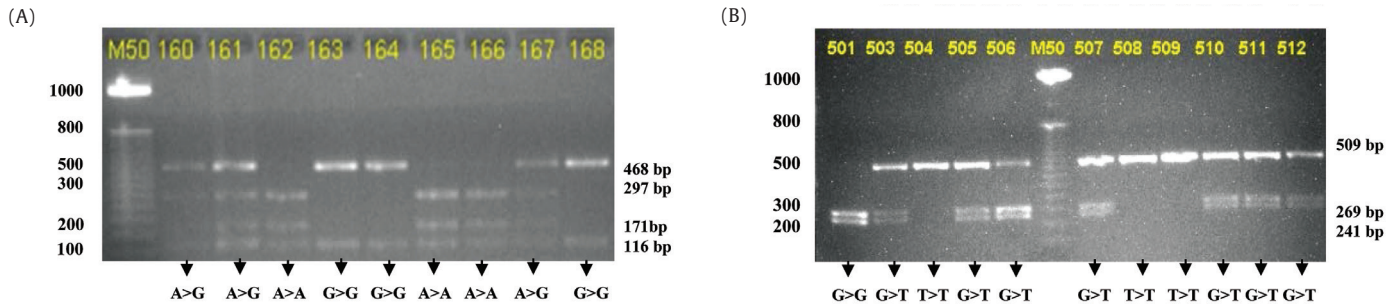 (A)
M50 160 161 162 163 164 165 166 167 168
1000
800
500
300
200
100
468 bp
297 bp
171bp
116 bp
A>G A>G A>A G>G G>G A>A A>A A>G G>G
(B)
501 503 504 505 506 M50 507 508 509 510 511 512
1000
800
500
300
200
509 bp
269 bp
241 bp
G>G G>T T>T G>T G>T G>T T>T T>T G>T G>T G>T